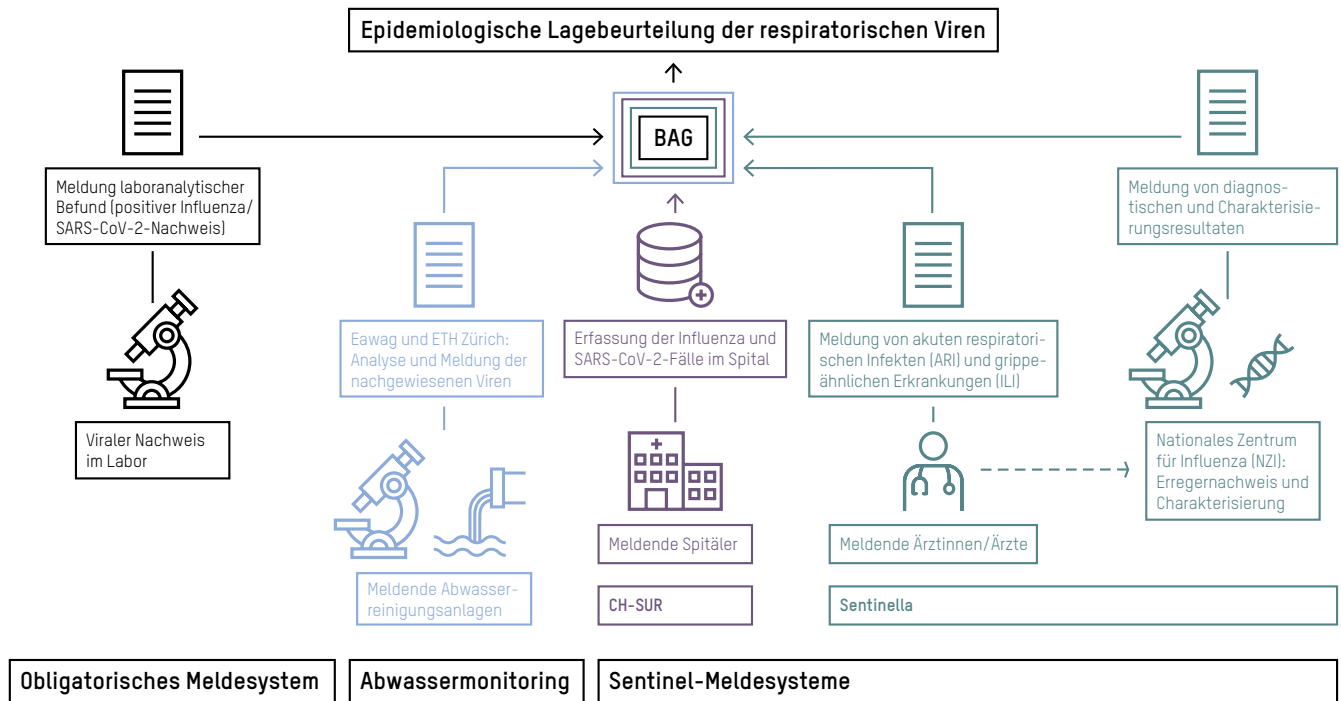 Epidemiologische Lagebeurteilung der respiratorischen Viren
BAG
Meldung laboranalytischer
Befund (positiver Influenza/
SARS-CoV-2-Nachweis)
Viraler Nachweis
im Labor
Eawag und ETH Zürich:
Analyse und Meldung der
nachgewiesenen Viren
Meldende Abwasser-
reinigungsanlagen
Erfassung der Influenza und
SARS-CoV-2-Fälle im Spital
Meldende Spitäler
CH-SUR
Meldung von akuten respiratori-
schen Infekten (ARI) und grippe-
ähnlichen Erkrankungen (ILI)
Meldende Ärztinnen/Ärzte
Sentinella
Meldung von diagnos-
tischen und Charakterisie-
rungsresultaten
Nationales Zentrum
für Influenza (NZI):
Erregernachweis und
Charakterisierung
Obligatorisches Meldesystem
Abwassermonitoring
Sentinel-Meldesysteme